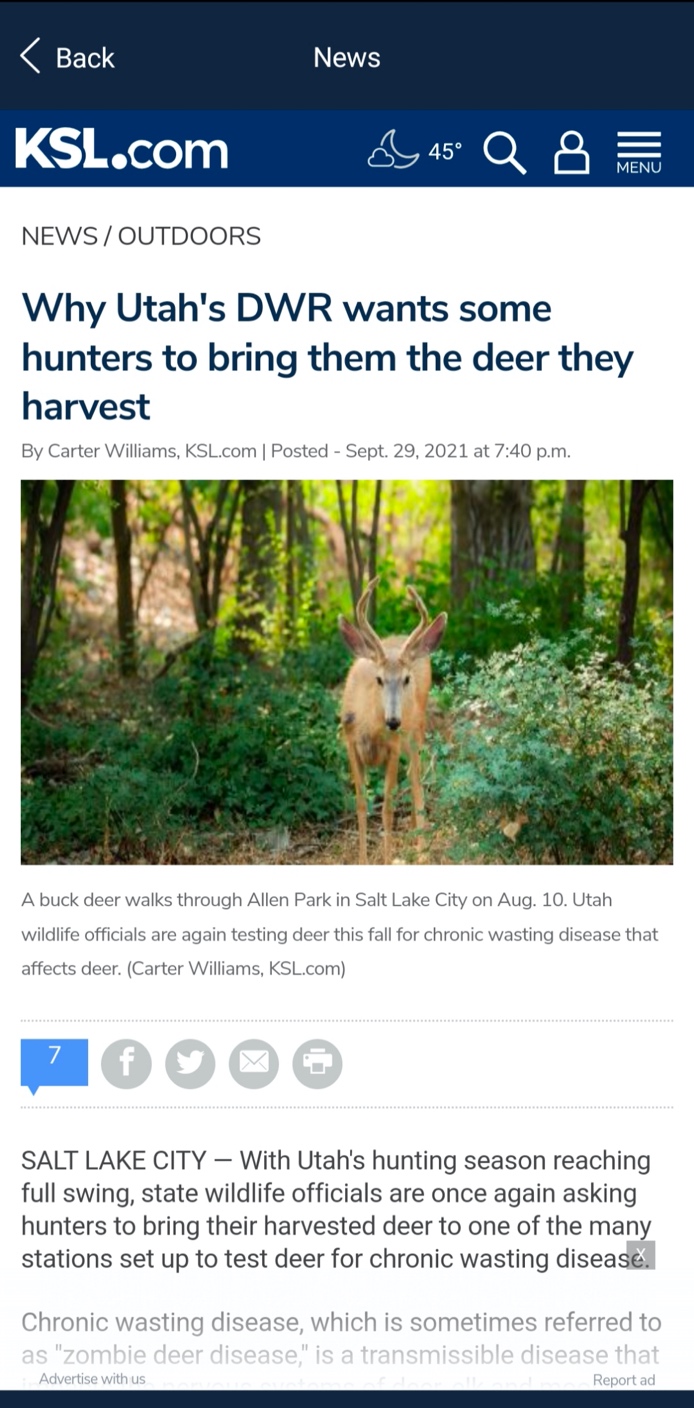 Back
News
KSL.com
45°
MENU
NEWS / OUTDOORS
Why Utah's DWR wants some
hunters to bring them the deer they
harvest
By Carter Williams, KSL.com | Posted - Sept. 29, 2021 at 7:40 p.m.
A buck deer walks through Allen Park in Salt Lake City on Aug. 10. Utah
wildlife officials are again testing deer this fall for chronic wasting disease that
affects deer. (Carter Williams, KSL.com)
7
SALT LAKE CITY — With Utah's hunting season reaching
full swing, state wildlife officials are once again asking
hunters to bring their harvested deer to one of the many
stations set up to test deer for chronic wasting disease.
X
Chronic wasting disease, which is sometimes referred to
as "zombie deer disease," is a transmissible disease that
nervous systems of deer, elk and
Advertise with us
Report ad